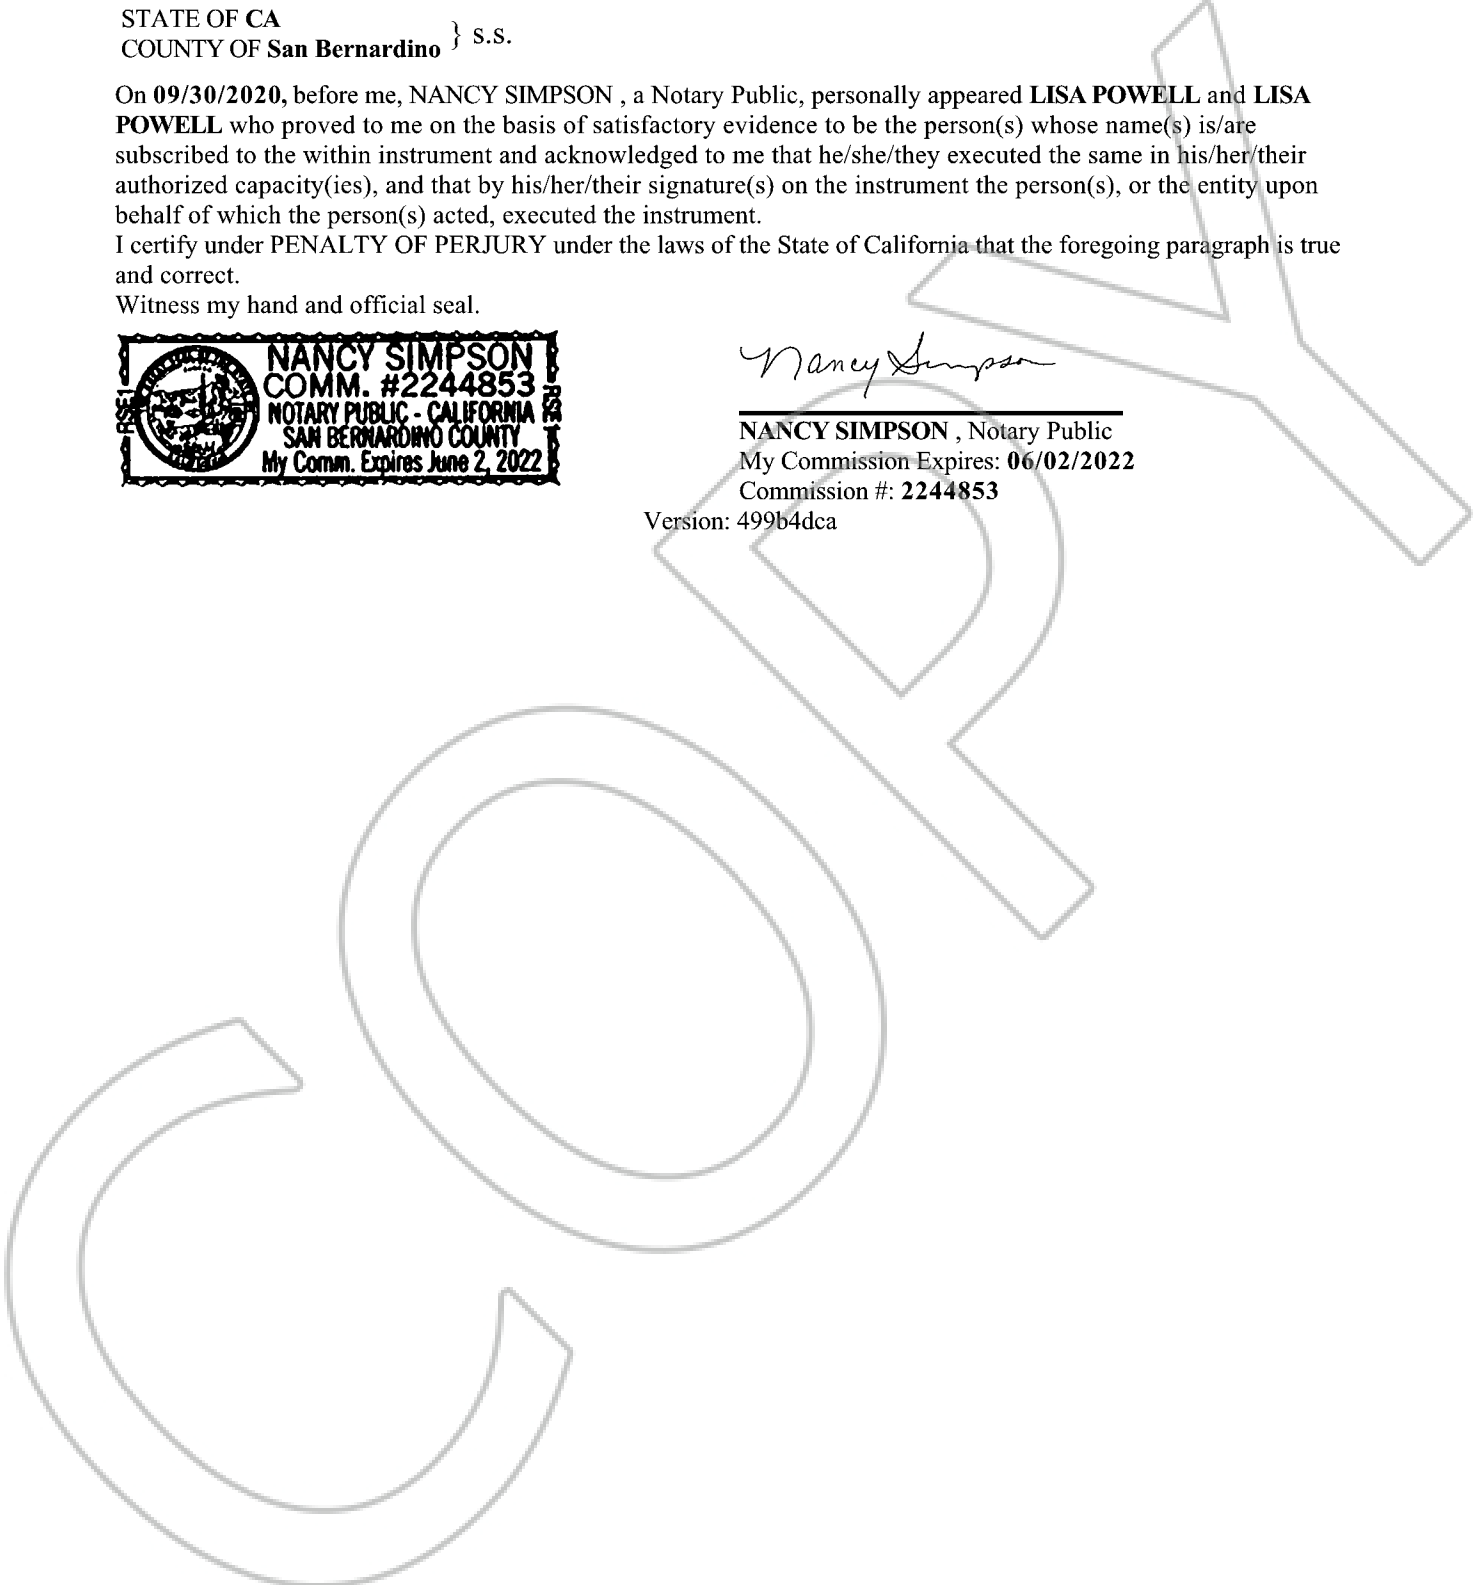 STATE OF CA
COUNTY OF San Bernardino } s.s.
On 09/30/2020, before me, NANCY SIMPSON , a Notary Public, personally appeared LISA POWELL and LISA
POWELL who proved to me on the basis of satisfactory evidence to be the person(s) whose name(s) is/are
subscribed to the within instrument and acknowledged to me that he/she/they executed the same in his/her/their
authorized capacity(ies), and that by his/her/their signature(s) on the instrument the person(s), or the entity upon
behalf of which the person(s) acted, executed the instrument.
I certify under PENALTY OF PERJURY under the laws of the State of California that the foregoing paragraph is true
and correct.
Witness my hand and official seal.
NANCY SIMPSON
COMM. #2244853
NOTARY PUBLIC - CALIFORNIA
SAN BERNARDINO COUNTY
My Comm. Expires June 2, 2022
Nancy Simpson
NANCY SIMPSON , Notary Public
My Commission Expires: 06/02/2022
Commission #: 2244853
Version: 499b4dca
COPY